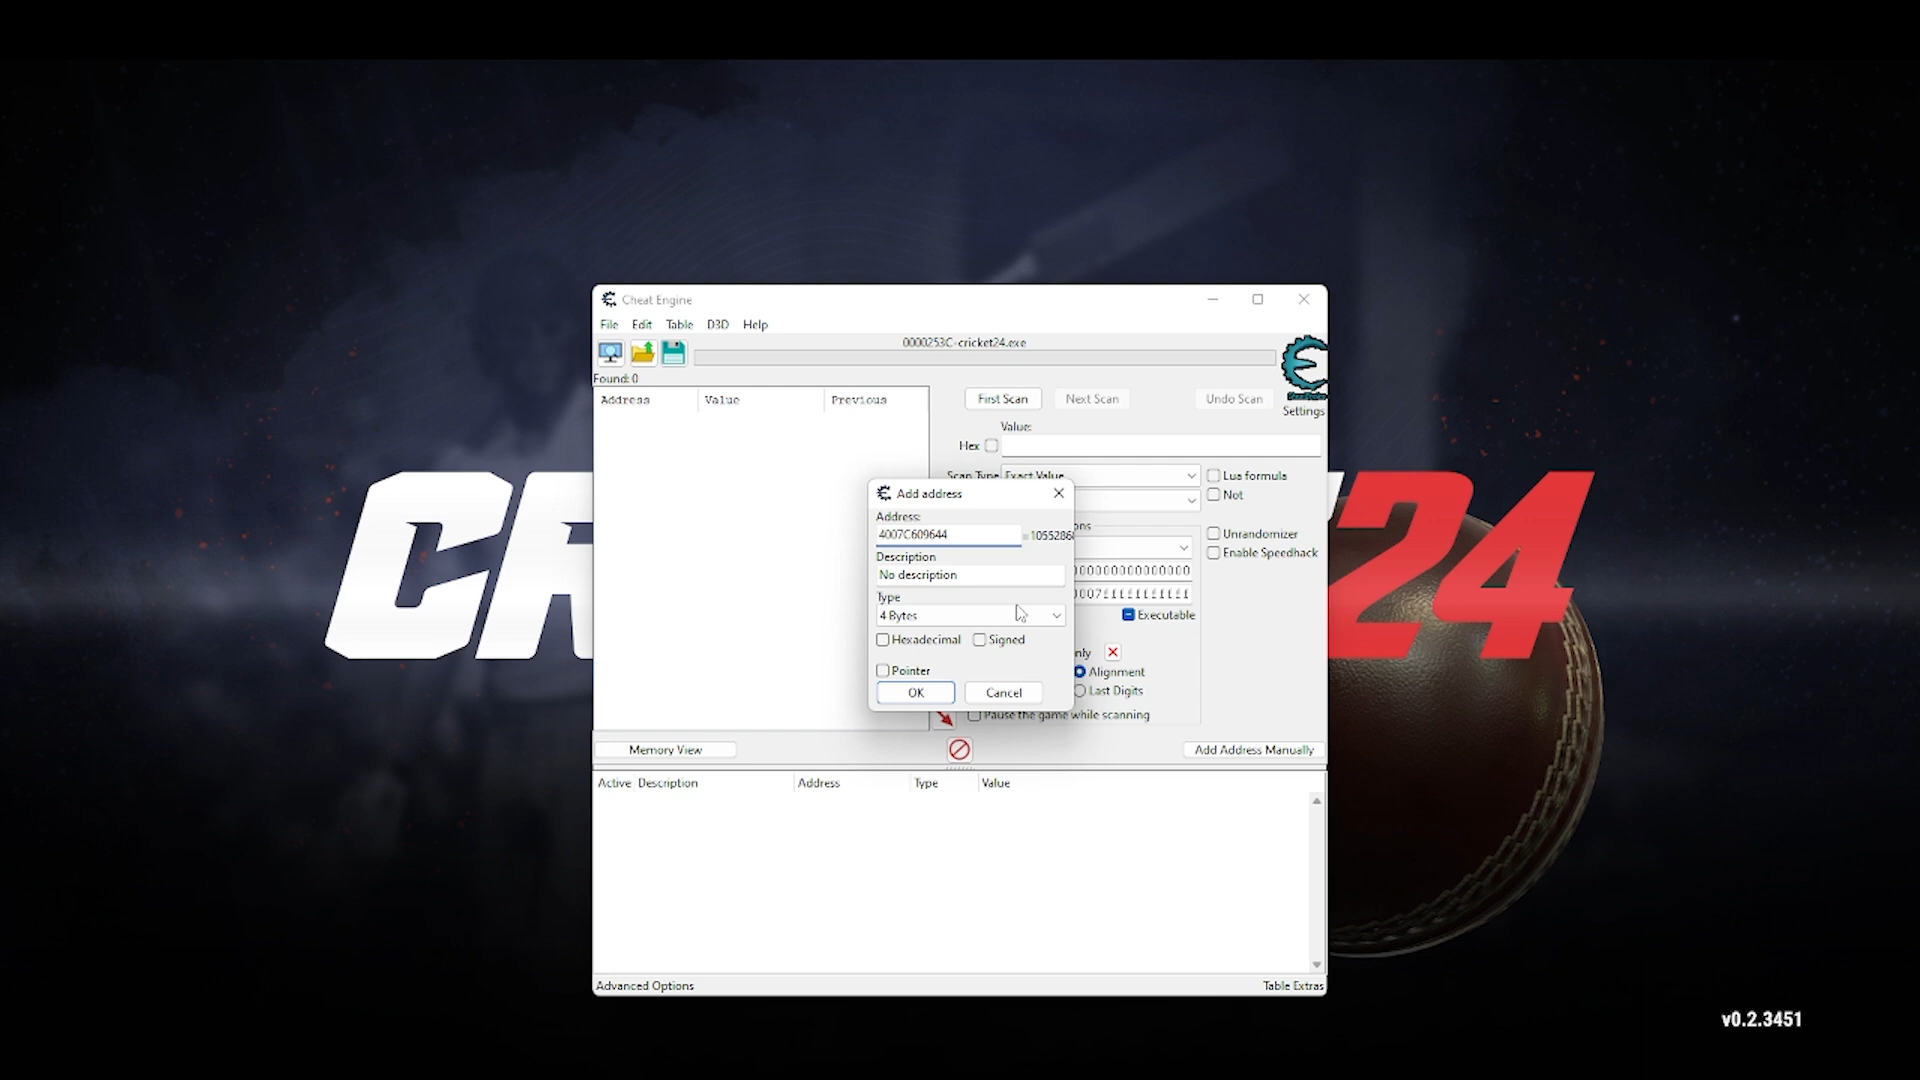 Cheat Engine
File Edit Table D3D Help
0000253C-cricket24.exe
Found: 0
Address Value Previous
First Scan Next Scan Undo Scan
Settings
Value:
Hex
Scan Type Exact Value
Lua formula
Not
Add address
Address:
4007C609644 =1055286
Description
No description
Type
4 Bytes
Hexadecimal Signed
Pointer
OK Cancel
ons
Unrandomizer
Enable Speedhack
Executable
nly
Alignment
Last Digits
Pause the game while scanning
Memory View Add Address Manually
Active Description Address Type Value
Advanced Options Table Extras
CR 24
v0.2.3451